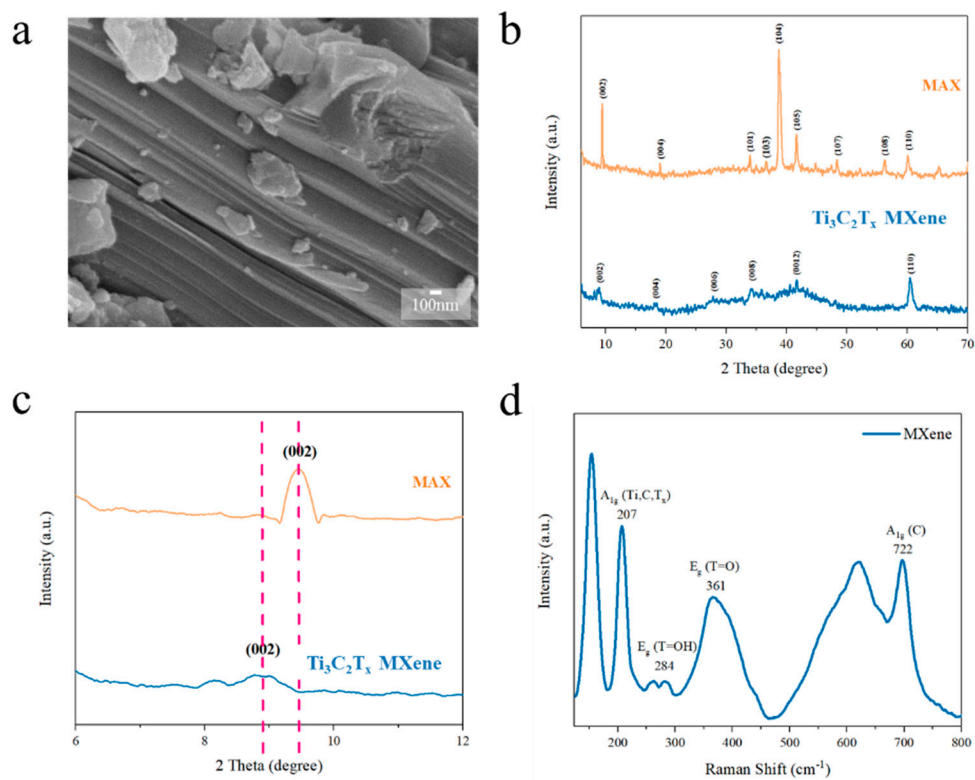 a
100nm
b
Intensity (a.u.)
(002)
(004)
(101)
(103)
(104)
(105)
(107)
(108)
(110)
MAX
Ti₃C₂Tₓ MXene
(002)
(004)
(006)
(008)
(0012)
(110)
10 20 30 40 50 60 70
2 Theta (degree)
c
Intensity (a.u.)
(002)
MAX
(002)
Ti₃C₂Tₓ MXene
6 8 10 12
2 Theta (degree)
d
Intensity (a.u.)
MXene
A₁g (Ti,C,Tₓ)
207
Eg (T=OH)
284
Eg (T=O)
361
A₁g (C)
722
200 300 400 500 600 700 800
Raman Shift (cm⁻¹)